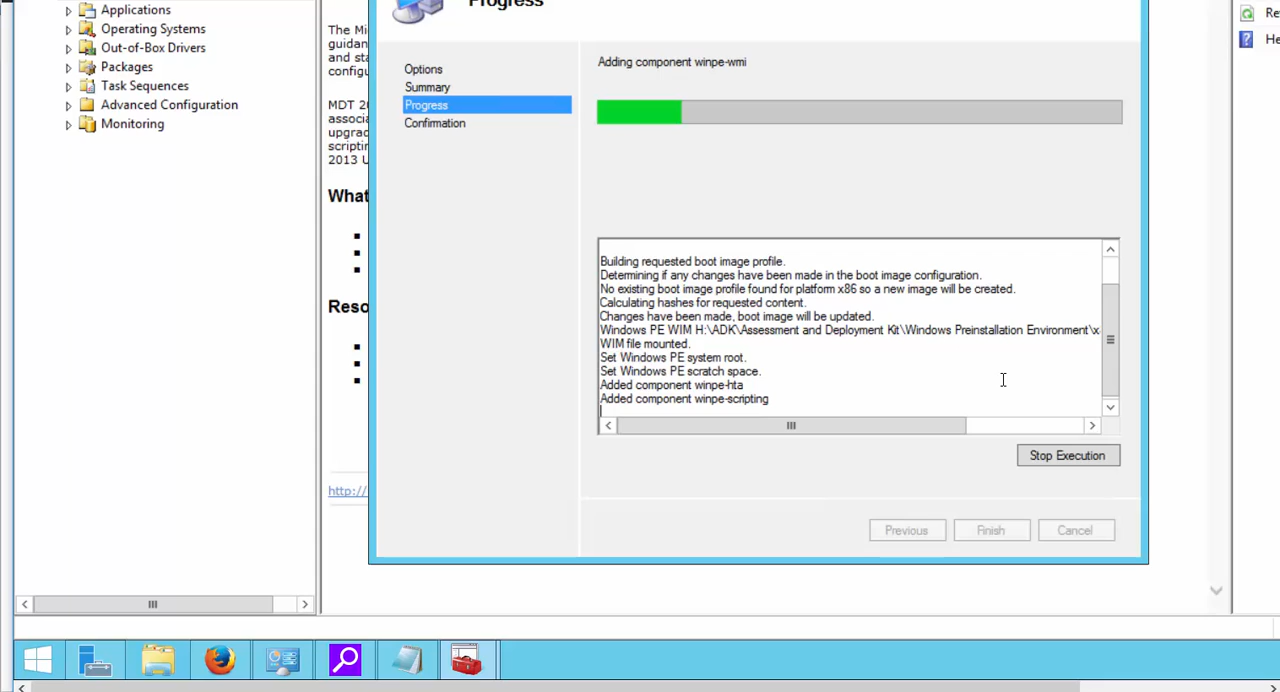 Applications
Operating Systems
Out-of-Box Drivers
Packages
Task Sequences
Advanced Configuration
Monitoring
The Mi
guidan
and sta
config
MDT 20
associa
upgrad
scriptin
2013 U
What
Reso
http://
Progress
Options
Summary
Progress
Confirmation
Adding component winpe-wmi
Building requested boot image profile.
Determining if any changes have been made in the boot image configuration.
No existing boot image profile found for platform x86 so a new image will be created.
Calculating hashes for requested content.
Changes have been made, boot image will be updated.
Windows PE WIM H:\ADK\Assessment and Deployment Kit\Windows Preinstallation Environment\x
WIM file mounted.
Set Windows PE system root.
Set Windows PE scratch space.
Added component winpe-hta
Added component winpe-scripting
Stop Execution
Previous
Finish
Cancel
Re
He